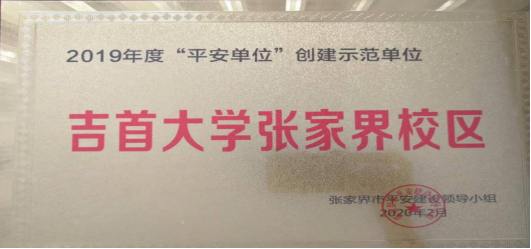 2019年度“平安单位”创建示范单位
吉首大学张家界校区
张家界市平安建设领导小组
2020年2月